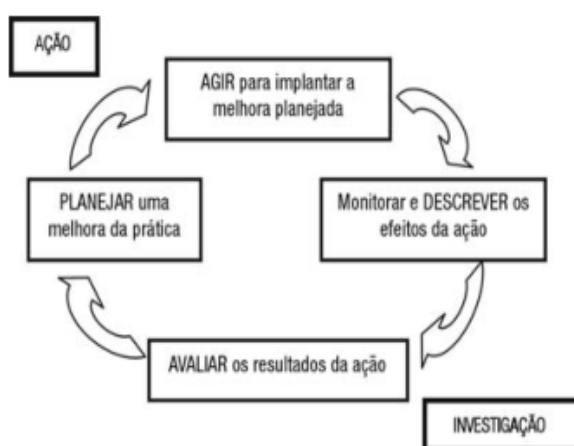 AÇÃO
AGIR para implantar a
melhora planejada
PLANEJAR uma
melhora da prática
Monitorar e DESCREVER os
efeitos da ação
AVALIAR os resultados da ação
INVESTIGAÇÃO